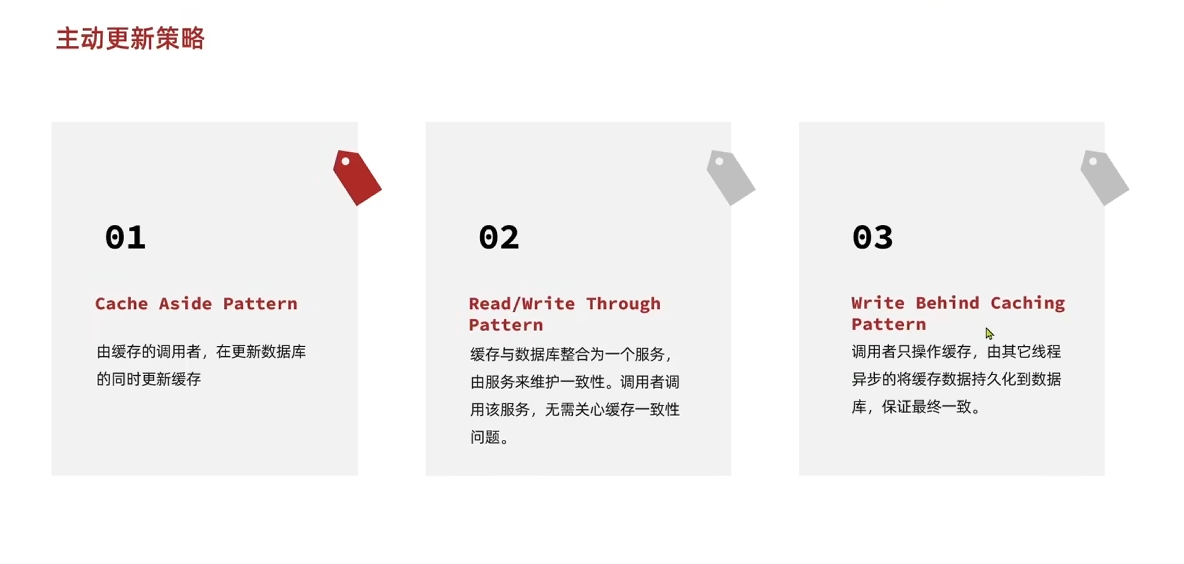 主动更新策略
01
Cache Aside Pattern
由缓存的调用者，在更新数据库
的同时更新缓存
02
Read/Write Through
Pattern
缓存与数据库整合为一个服务，
由服务来维护一致性。调用者调
用该服务，无需关心缓存一致性
问题。
03
Write Behind Caching
Pattern
调用者只操作缓存，由其它线程
异步的将缓存数据持久化到数据
库，保证最终一致。